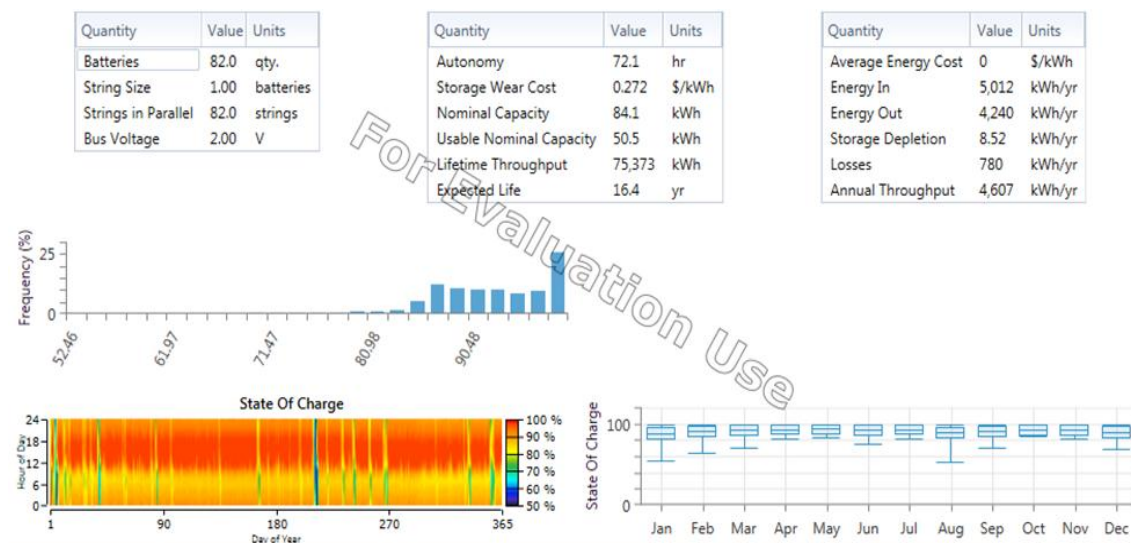 Quantity Value Units
Batteries 82.0 qty.
String Size 1.00 batteries
Strings in Parallel 82.0 strings
Bus Voltage 2.00 V
Quantity Value Units
Autonomy 72.1 hr
Storage Wear Cost 0.272 $/kWh
Nominal Capacity 84.1 kWh
Usable Nominal Capacity 50.5 kWh
Lifetime Throughput 75,373 kWh
Expected Life 16.4 yr
Quantity Value Units
Average Energy Cost 0 $/kWh
Energy In 5,012 kWh/yr
Energy Out 4,240 kWh/yr
Storage Depletion 8.52 kWh/yr
Losses 780 kWh/yr
Annual Throughput 4,607 kWh/yr
For Evaluation Use
Frequency (%)
25
0
52.46 61.97 71.47 80.98 90.48
State Of Charge
Hour of Day
24
18
12
6
0
1 90 180 270 365
Day of Year
100 %
90 %
80 %
70 %
60 %
50 %
State Of Charge
100
0
Jan Feb Mar Apr May Jun Jul Aug Sep Oct Nov Dec